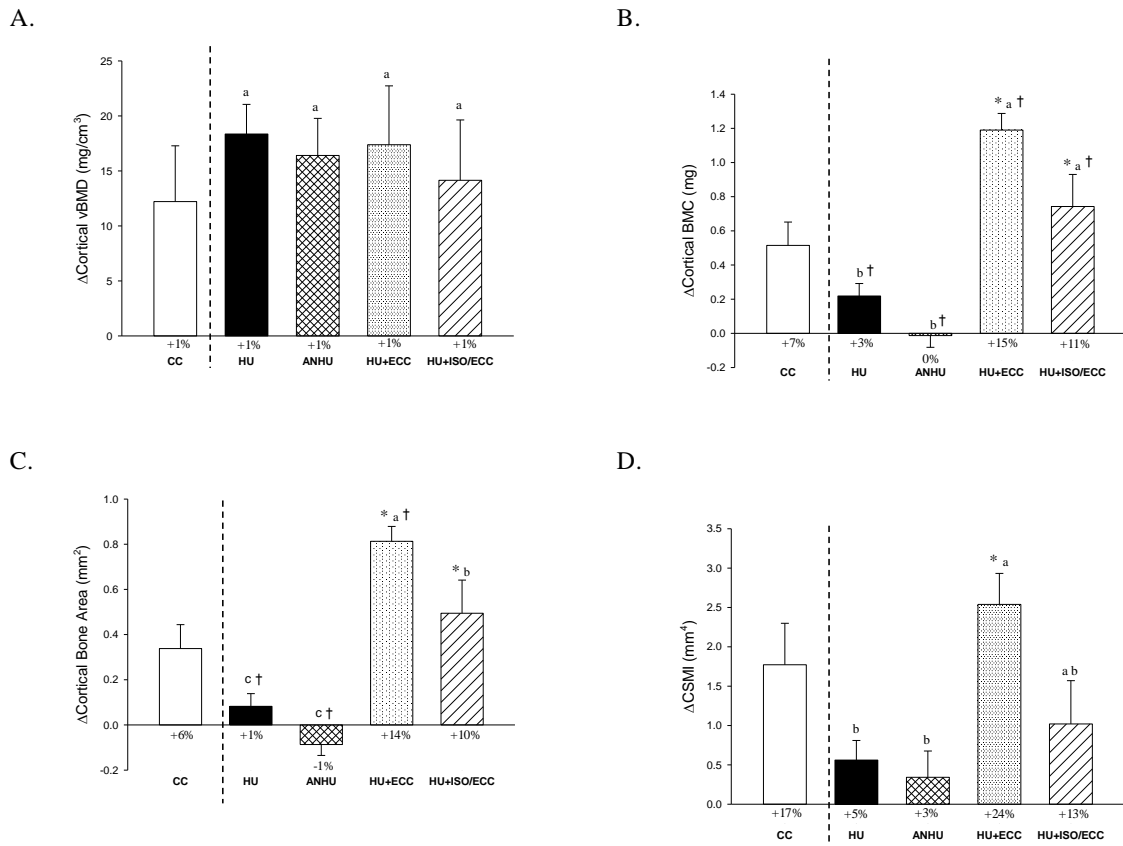 A.
ΔCortical vBMD (mg/cm³)
25
20
15
10
5
0
a
a
a
a
+1%
+1%
+1%
+1%
+1%
CC
HU
ANHU
HU+ECC
HU+ISO/ECC
B.
ΔCortical BMC (mg)
1.4
1.2
1.0
0.8
0.6
0.4
0.2
0.0
-0.2
b †
b †
* a †
* a †
+7%
+3%
0%
+15%
+11%
CC
HU
ANHU
HU+ECC
HU+ISO/ECC
C.
ΔCortical Bone Area (mm²)
1.0
0.8
0.6
0.4
0.2
0.0
-0.2
c †
c †
* a †
* b
+6%
+1%
-1%
+14%
+10%
CC
HU
ANHU
HU+ECC
HU+ISO/ECC
D.
ΔCSMI (mm⁴)
3.5
3.0
2.5
2.0
1.5
1.0
0.5
0.0
b
b
* a
a b
+17%
+5%
+3%
+24%
+13%
CC
HU
ANHU
HU+ECC
HU+ISO/ECC